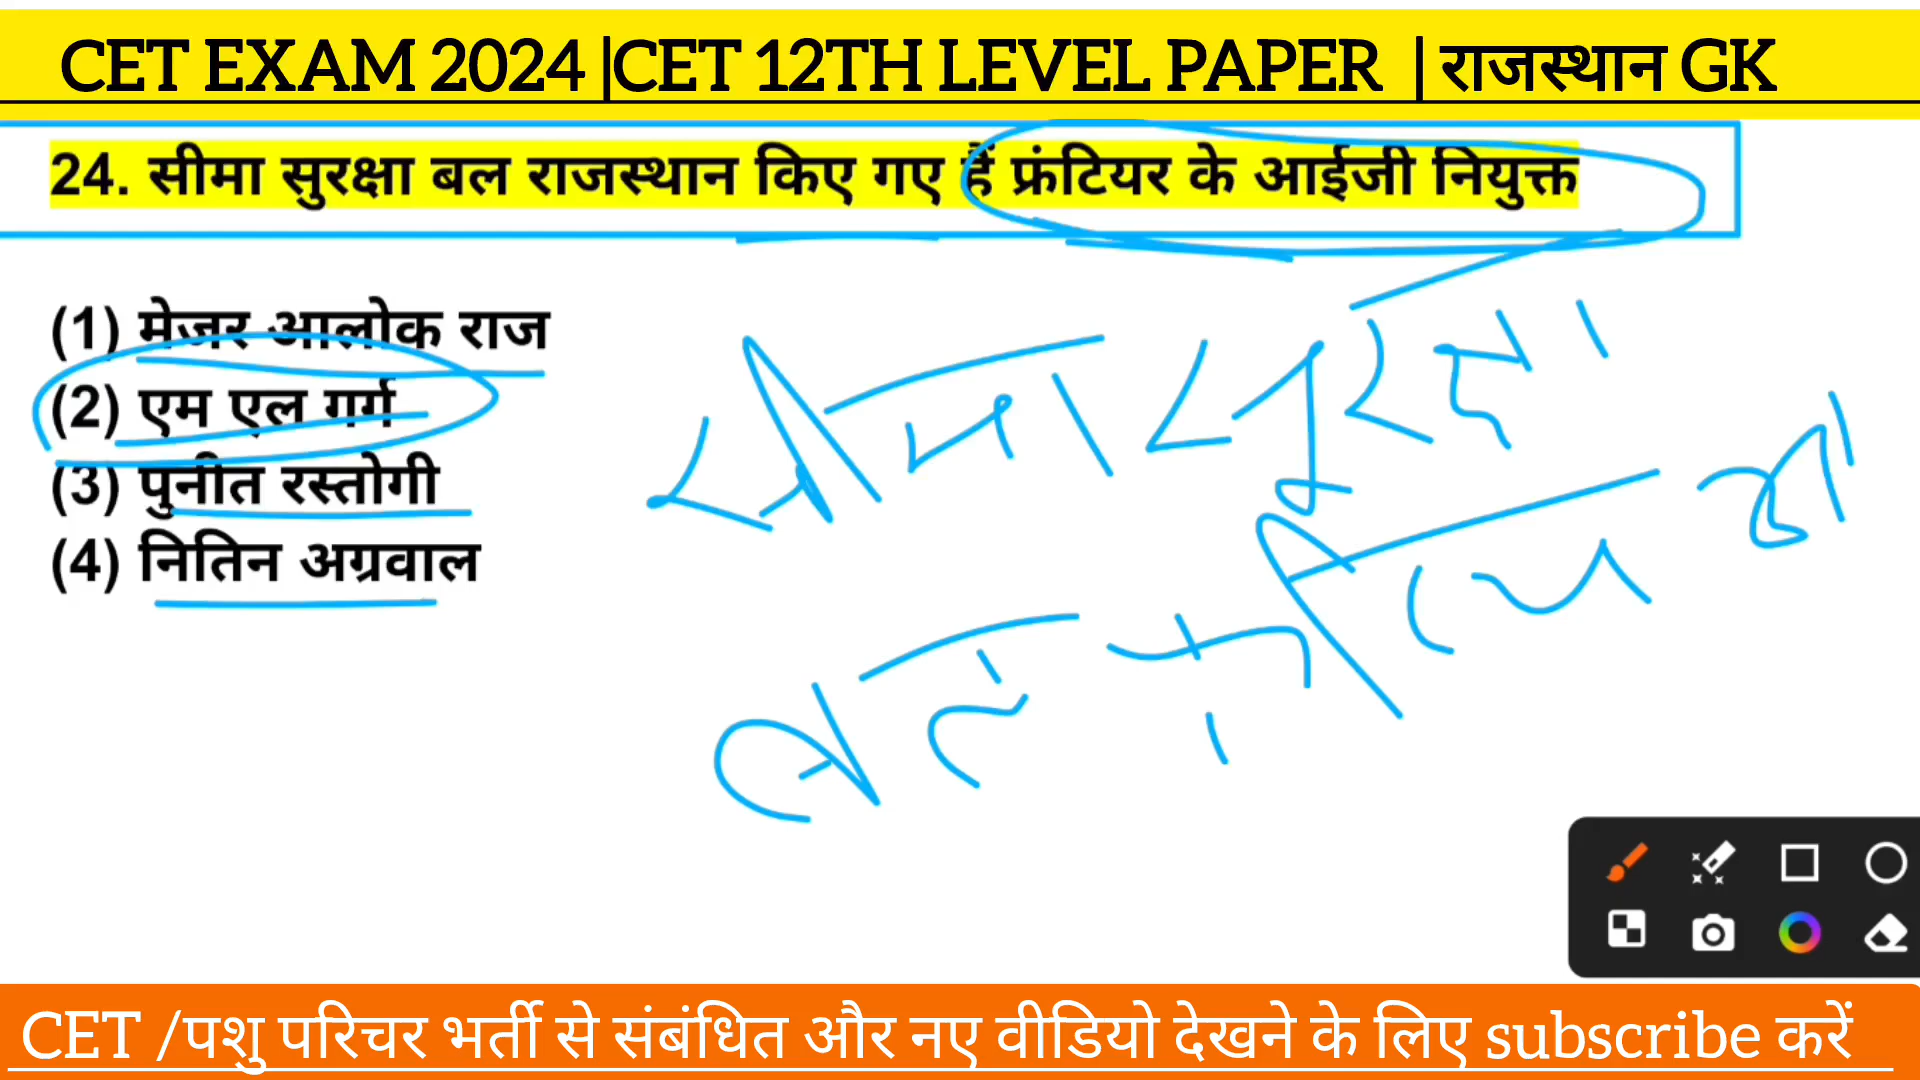 CET EXAM 2024 |CET 12TH LEVEL PAPER | राजस्थान GK
24. सीमा सुरक्षा बल राजस्थान किए गए हैं फ्रंटियर के आईजी नियुक्त
(1) मेजर आलोक राज
(2) एम एल गर्ग
(3) पुनीत रस्तोगी
(4) नितिन अग्रवाल
सीमा सुरक्षा
CET /पशु परिचर भर्ती से संबंधित और नए वीडियो देखने के लिए subscribe करें